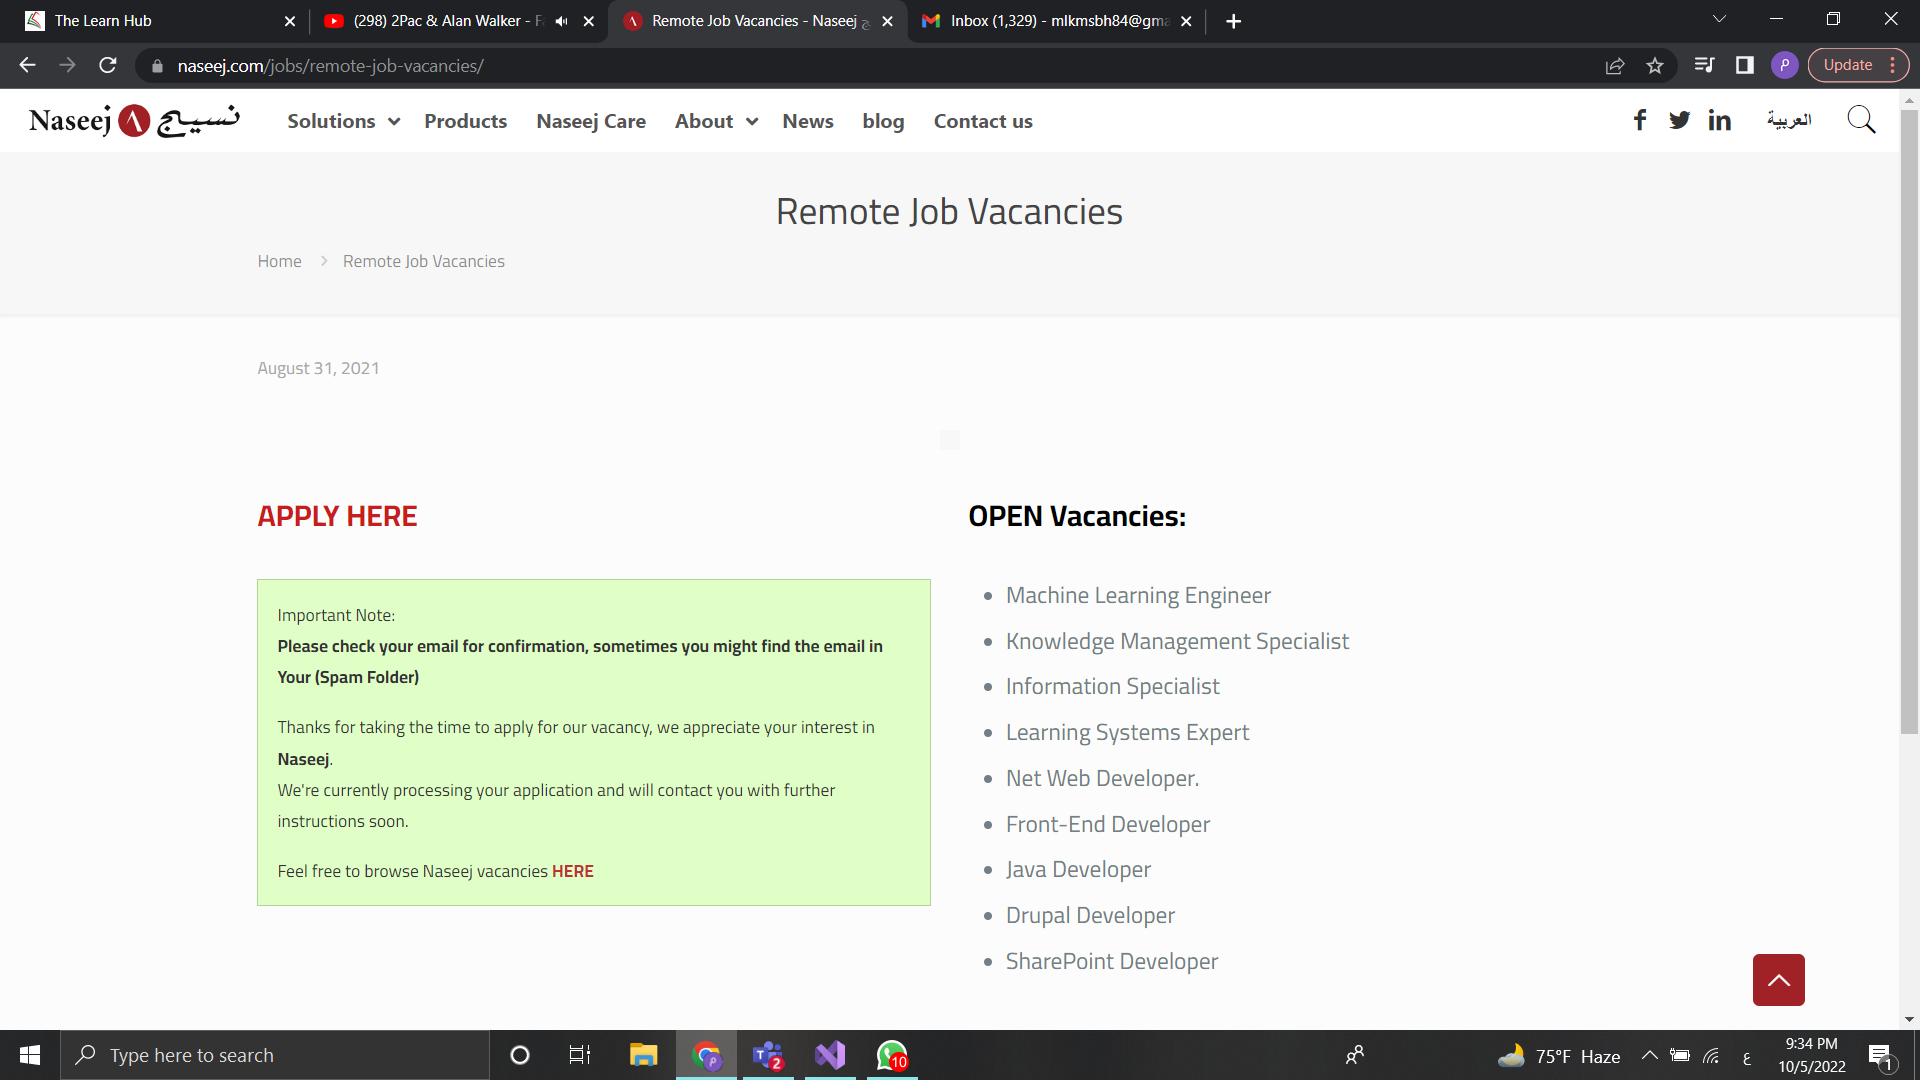 The Learn Hub
(298) 2Pac & Alan Walker - F
Remote Job Vacancies - Naseej
Inbox (1,329) - mlkmsbh84@gma
naseej.com/jobs/remote-job-vacancies/
P
Update
Naseej نسيج
Solutions
Products
Naseej Care
About
News
blog
Contact us
العربية
Remote Job Vacancies
Home
Remote Job Vacancies
August 31, 2021
APPLY HERE
Important Note:
Please check your email for confirmation, sometimes you might find the email in
Your (Spam Folder)
Thanks for taking the time to apply for our vacancy, we appreciate your interest in
Naseej.
We're currently processing your application and will contact you with further
instructions soon.
Feel free to browse Naseej vacancies HERE
OPEN Vacancies:
Machine Learning Engineer
Knowledge Management Specialist
Information Specialist
Learning Systems Expert
Net Web Developer.
Front-End Developer
Java Developer
Drupal Developer
SharePoint Developer
Type here to search
2
10
75°F Haze
ع
9:34 PM
10/5/2022
1